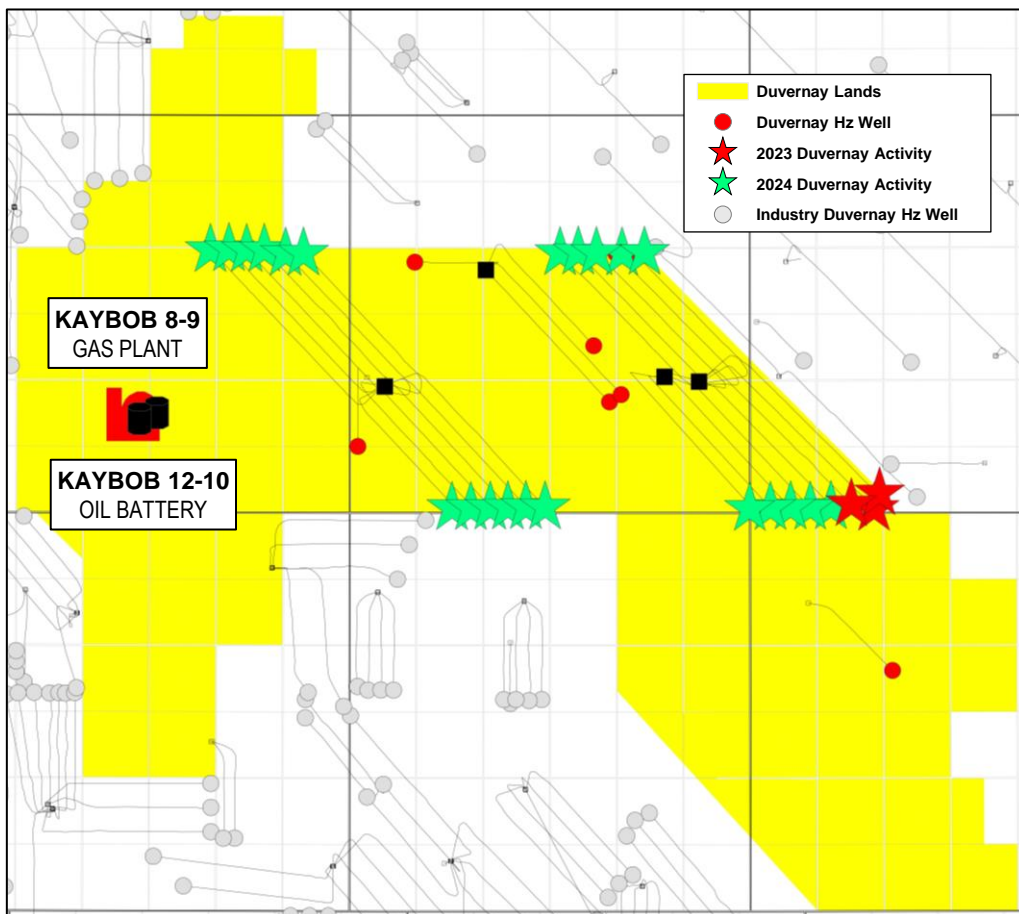 Duvernay Lands
Duvernay Hz Well
2023 Duvernay Activity
2024 Duvernay Activity
Industry Duvernay Hz Well
KAYBOB 8-9
GAS PLANT
KAYBOB 12-10
OIL BATTERY